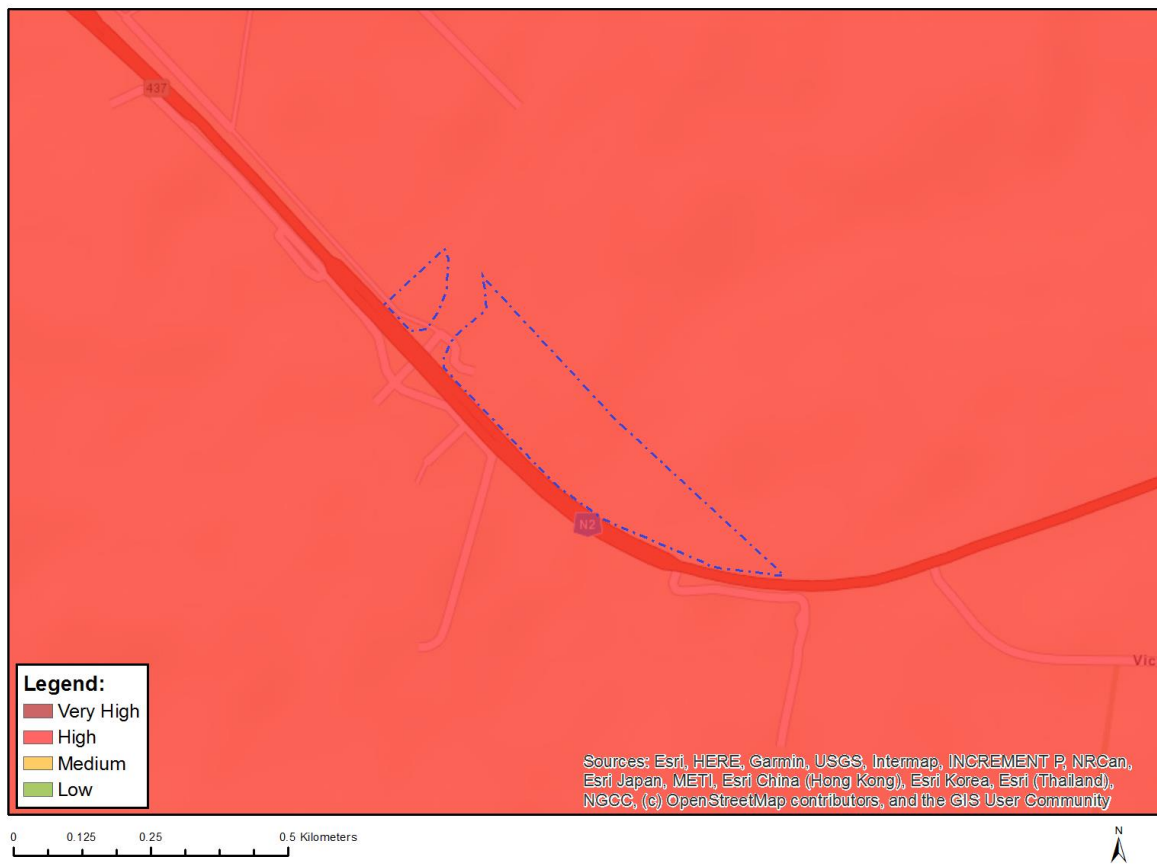 437
N2
Vic
Legend:
Very High
High
Medium
Low
Sources: Esri, HERE, Garmin, USGS, Intermap, INCREMENT P, NRCan,
Esri Japan, METI, Esri China (Hong Kong), Esri Korea, Esri (Thailand),
NGCC, (c) OpenStreetMap contributors, and the GIS User Community
0 0.125 0.25 0.5 Kilometers
N